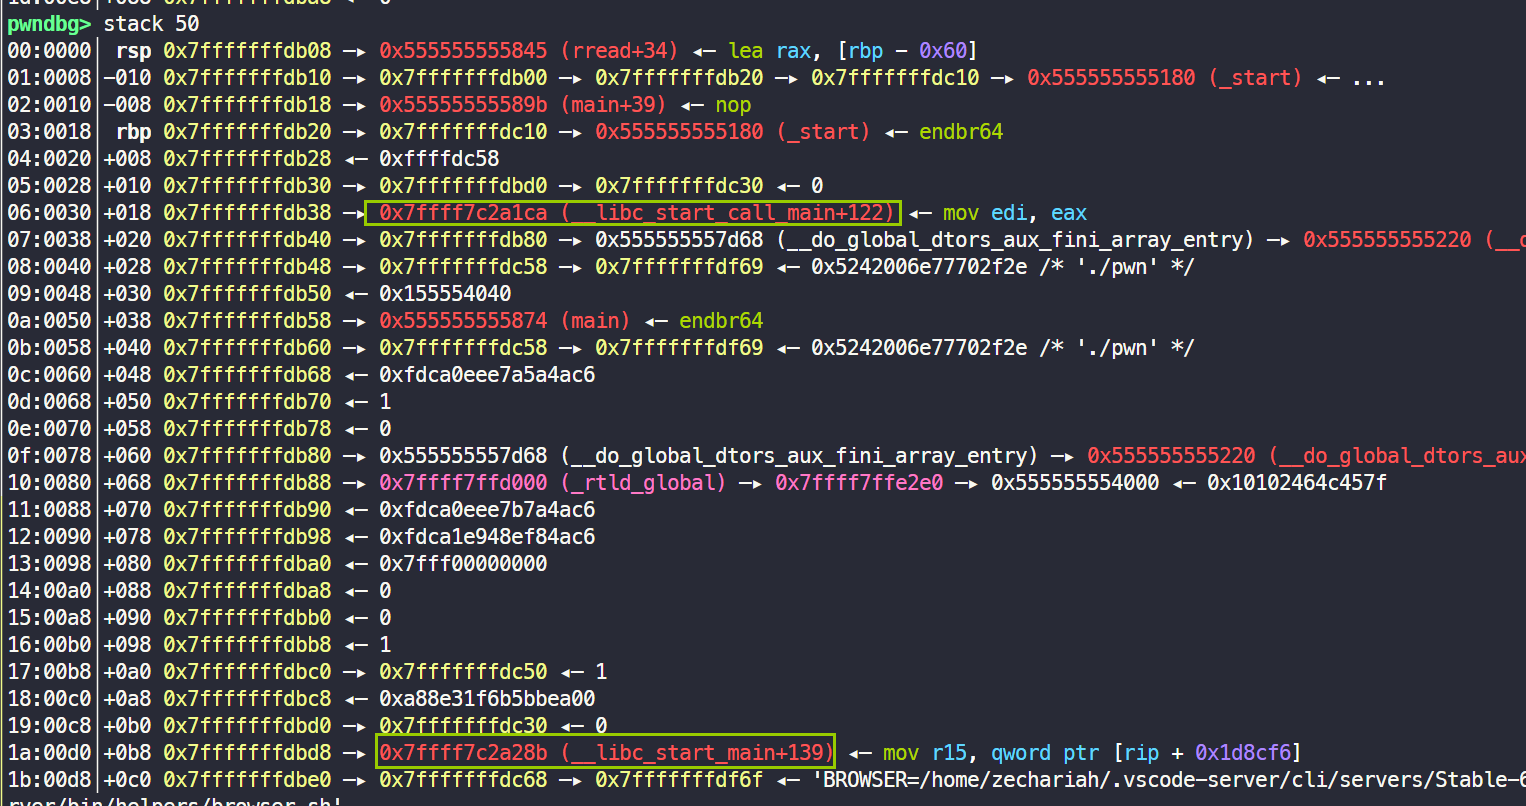 pwndbg> stack 50
00:0000│ rsp 0x7fffffffdb08 —▸ 0x555555555845 (rread+34) ◂— lea rax, [rbp - 0x60]
01:0008│-010 0x7fffffffdb10 —▸ 0x7fffffffdb00 —▸ 0x7fffffffdb20 —▸ 0x7fffffffdc10 —▸ 0x555555555180 (_start) ◂— ...
02:0010│-008 0x7fffffffdb18 —▸ 0x55555555589b (main+39) ◂— nop
03:0018│ rbp 0x7fffffffdb20 —▸ 0x7fffffffdc10 —▸ 0x555555555180 (_start) ◂— endbr64
04:0020│+008 0x7fffffffdb28 ◂— 0xffffdc58
05:0028│+010 0x7fffffffdb30 —▸ 0x7fffffffdbd0 —▸ 0x7fffffffdc30 ◂— 0
06:0030│+018 0x7fffffffdb38 —▸ 0x7ffff7c2a1ca (__libc_start_call_main+122) ◂— mov edi, eax
07:0038│+020 0x7fffffffdb40 —▸ 0x7fffffffdb80 —▸ 0x555555557d68 (__do_global_dtors_aux_fini_array_entry) —▸ 0x555555555220 (__d
08:0040│+028 0x7fffffffdb48 —▸ 0x7fffffffdc58 —▸ 0x7fffffffdf69 ◂— 0x5242006e77702f2e /* './pwn' */
09:0048│+030 0x7fffffffdb50 ◂— 0x155554040
0a:0050│+038 0x7fffffffdb58 —▸ 0x555555555874 (main) ◂— endbr64
0b:0058│+040 0x7fffffffdb60 —▸ 0x7fffffffdc58 —▸ 0x7fffffffdf69 ◂— 0x5242006e77702f2e /* './pwn' */
0c:0060│+048 0x7fffffffdb68 ◂— 0xfdca0eee7a5a4ac6
0d:0068│+050 0x7fffffffdb70 ◂— 1
0e:0070│+058 0x7fffffffdb78 ◂— 0
0f:0078│+060 0x7fffffffdb80 —▸ 0x555555557d68 (__do_global_dtors_aux_fini_array_entry) —▸ 0x555555555220 (__do_global_dtors_aux
10:0080│+068 0x7fffffffdb88 —▸ 0x7ffff7ffd000 (_rtld_global) —▸ 0x7ffff7ffe2e0 —▸ 0x555555554000 ◂— 0x10102464c457f
11:0088│+070 0x7fffffffdb90 ◂— 0xfdca0eee7b7a4ac6
12:0090│+078 0x7fffffffdb98 ◂— 0xfdca1e948ef84ac6
13:0098│+080 0x7fffffffdba0 ◂— 0x7fff00000000
14:00a0│+088 0x7fffffffdba8 ◂— 0
15:00a8│+090 0x7fffffffdbb0 ◂— 0
16:00b0│+098 0x7fffffffdbb8 ◂— 1
17:00b8│+0a0 0x7fffffffdbc0 —▸ 0x7fffffffdc50 ◂— 1
18:00c0│+0a8 0x7fffffffdbc8 ◂— 0xa88e31f6b5bbea00
19:00c8│+0b0 0x7fffffffdbd0 —▸ 0x7fffffffdc30 ◂— 0
1a:00d0│+0b8 0x7fffffffdbd8 —▸ 0x7ffff7c2a28b (__libc_start_main+139) ◂— mov r15, qword ptr [rip + 0x1d8cf6]
1b:00d8│+0c0 0x7fffffffdbe0 —▸ 0x7fffffffdc68 —▸ 0x7fffffffdf6f ◂— 'BROWSER=/home/zechariah/.vscode-server/cli/servers/Stable-6
rver/bin/helpers/browser.sh'